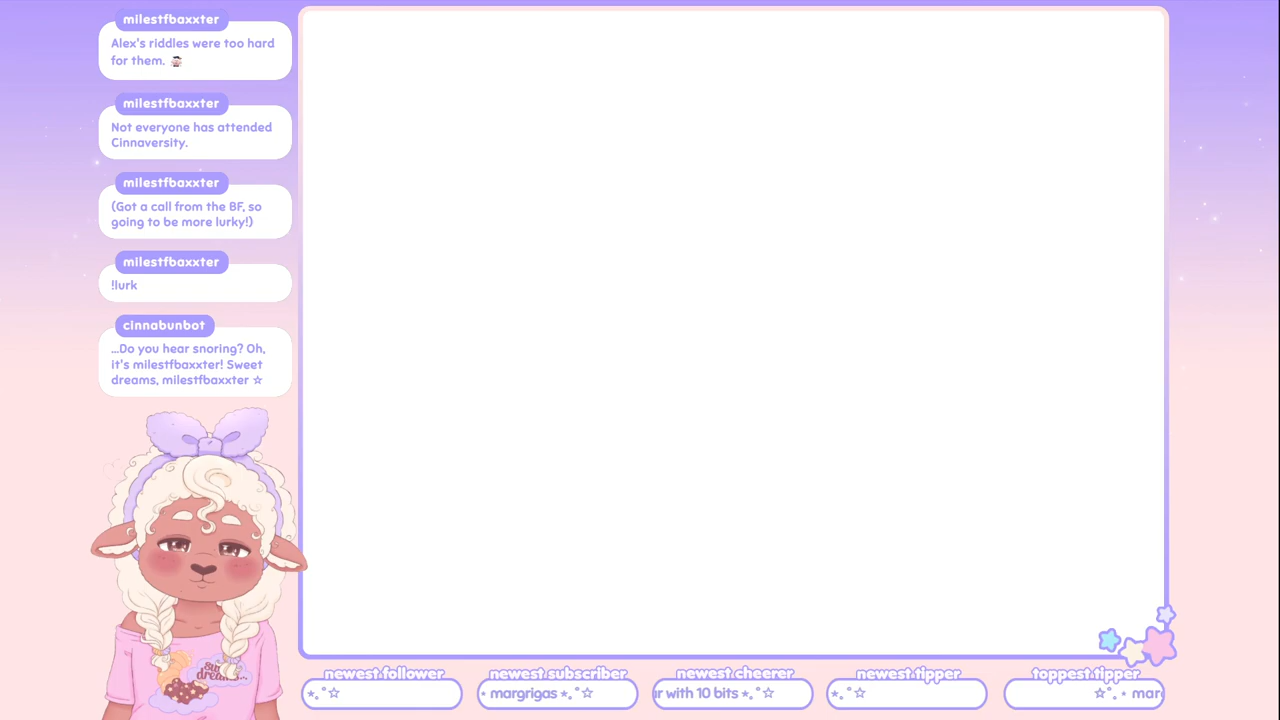 milestfbaxxter
Alex's riddles were too hard
for them.
milestfbaxxter
Not everyone has attended
Cinnaversity.
milestfbaxxter
(Got a call from the BF, so
going to be more lurky!)
milestfbaxxter
!lurk
cinnabunbot
...Do you hear snoring? Oh,
it's milestfbaxxter! Sweet
dreams, milestfbaxxter ☆
newest follower
newest subscriber
newest cheerer
newest tipper
toppest tipper
⋆.˚☆
• margrigas ⋆.˚☆
with 10 bits ⋆.˚☆
⋆.˚☆
☆˚. •